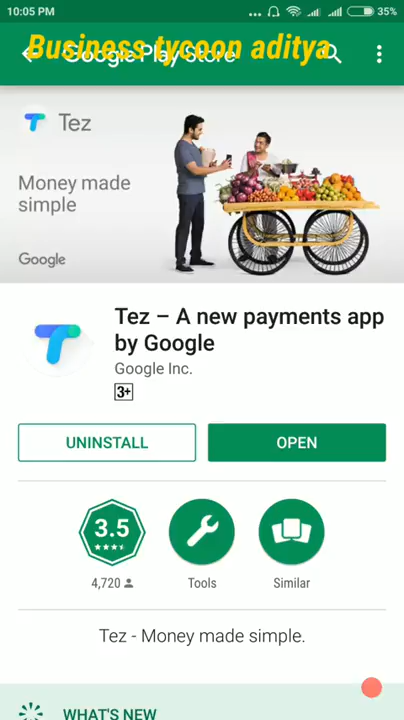 10:05 PM
35%
Business tycoon aditya
Google Play Store
Tez
Money made
simple
Google
Tez – A new payments app
by Google
Google Inc.
3+
UNINSTALL
OPEN
3.5
4,720
Tools
Similar
Tez - Money made simple.
WHAT'S NEW